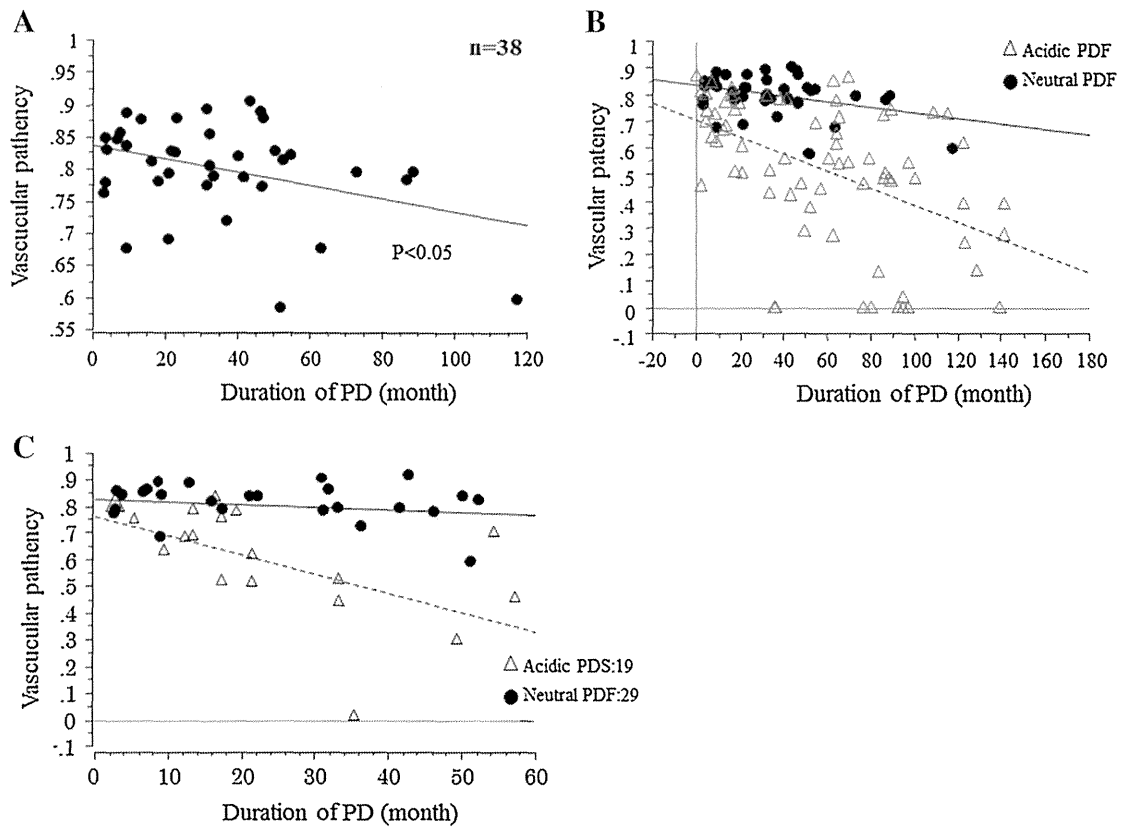 A
n=38
1
.95
.9
.85
.8
.75
.7
.65
.6
.55
Vascucular pathency
P<0.05
0 20 40 60 80 100 120
Duration of PD (month)
B
Acidic PDF
Neutral PDF
1
.9
.8
.7
.6
.5
.4
.3
.2
.1
0
-.1
Vascular patency
-20 0 20 40 60 80 100 120 140 160 180
Duration of PD (month)
C
1
.9
.8
.7
.6
.5
.4
.3
.2
.1
0
-.1
Vascucular pathency
Acidic PDS:19
Neutral PDF:29
0 10 20 30 40 50 60
Duration of PD (month)